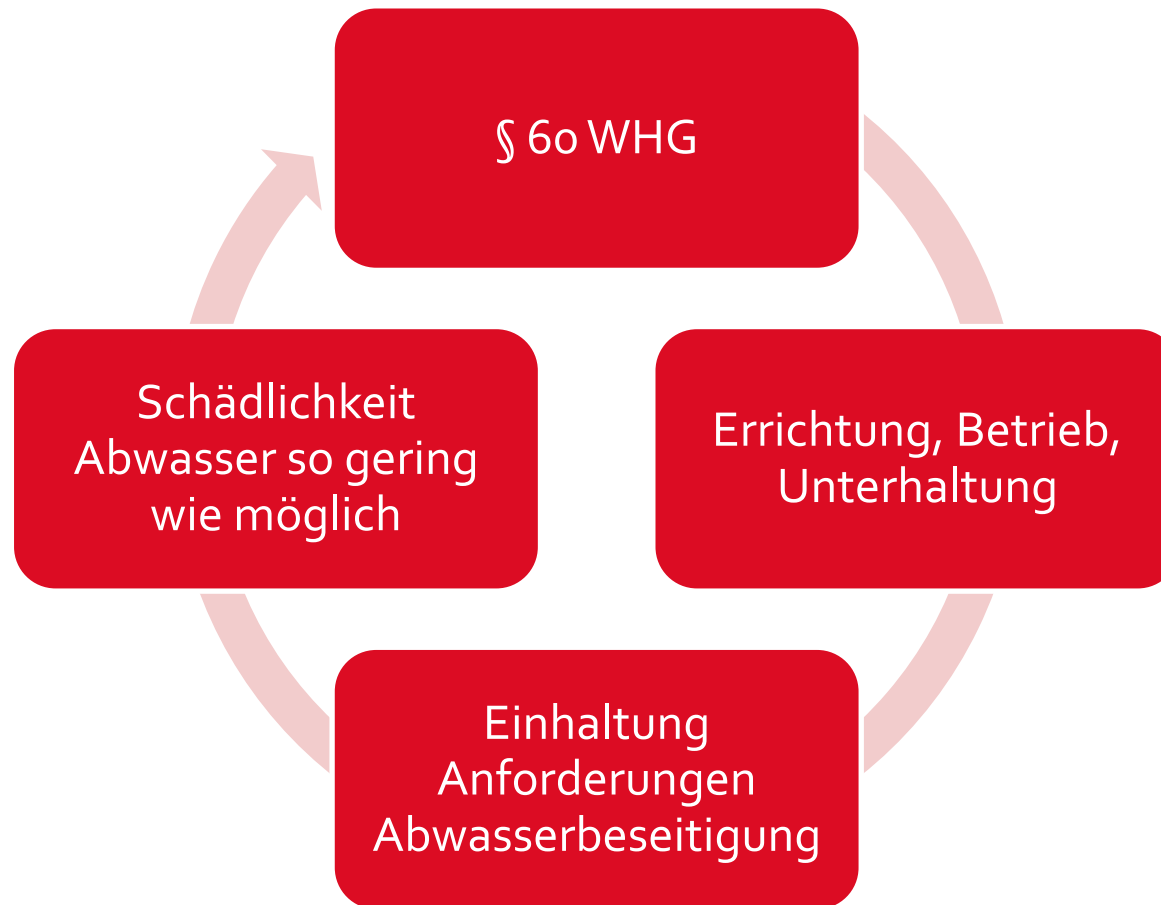 § 60 WHG
Errichtung, Betrieb,
Unterhaltung
Einhaltung
Anforderungen
Abwasserbeseitigung
Schädlichkeit
Abwasser so gering
wie möglich